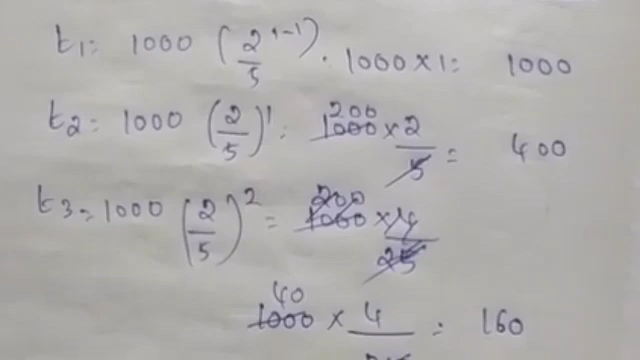 t1 = 1000 (2/5 1-1) . 1000 × 1 = 1000
t2 = 1000 (2/5)^1 = 200 1000 × 2/5 = 400
t3 = 1000 (2/5)^2 = 200 1000 × 4/25
40 1000 × 4/25 = 160